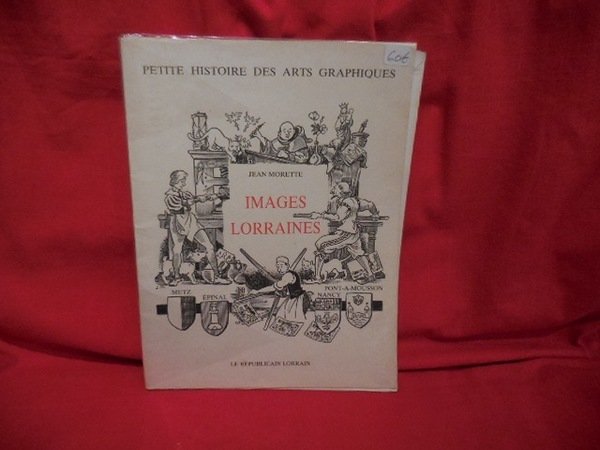 60€
PETITE HISTOIRE DES ARTS GRAPHIQUES
JEAN MORETTE
IMAGES
LORRAINES
METZ
ÉPINAL
NANCY
PONT-A-MOUSSON
LE RÉPUBLICAIN LORRAIN